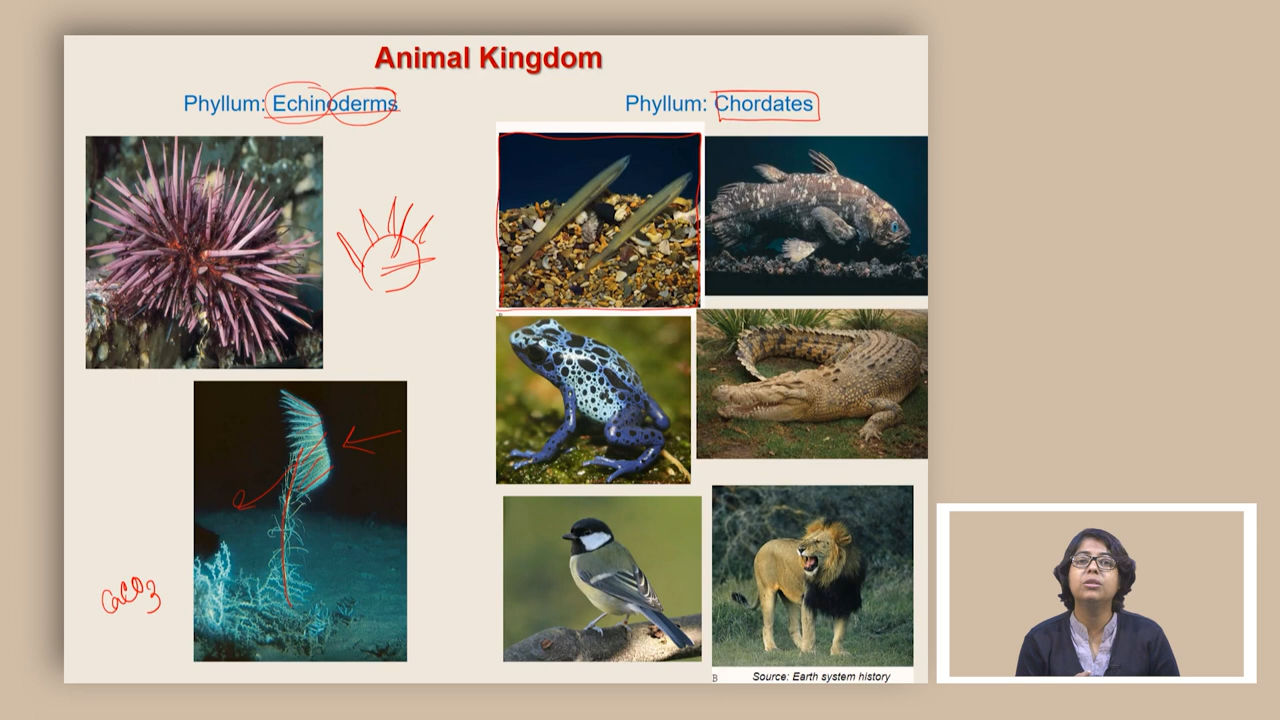 Animal Kingdom
Phyllum: Echinoderms
Phyllum: Chordates
CaCO3
B
Source: Earth system history